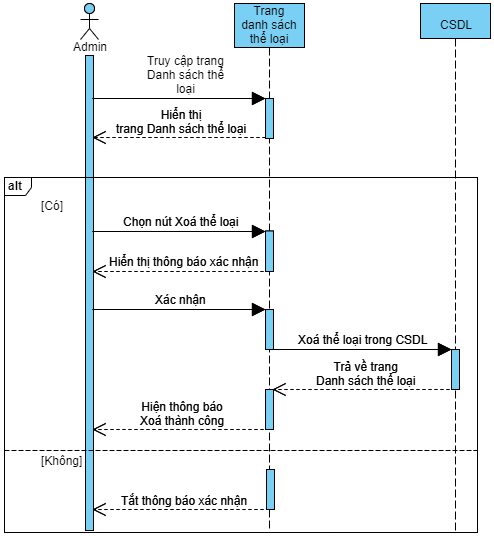 Admin
Trang
danh sách
thể loại
CSDL
Truy cập trang
Danh sách thể
loại
Hiển thị
trang Danh sách thể loại
alt
[Có]
Chọn nút Xoá thể loại
Hiển thị thông báo xác nhận
Xác nhận
Xoá thể loại trong CSDL
Trả về trang
Danh sách thể loại
Hiện thông báo
Xoá thành công
[Không]
Tắt thông báo xác nhận